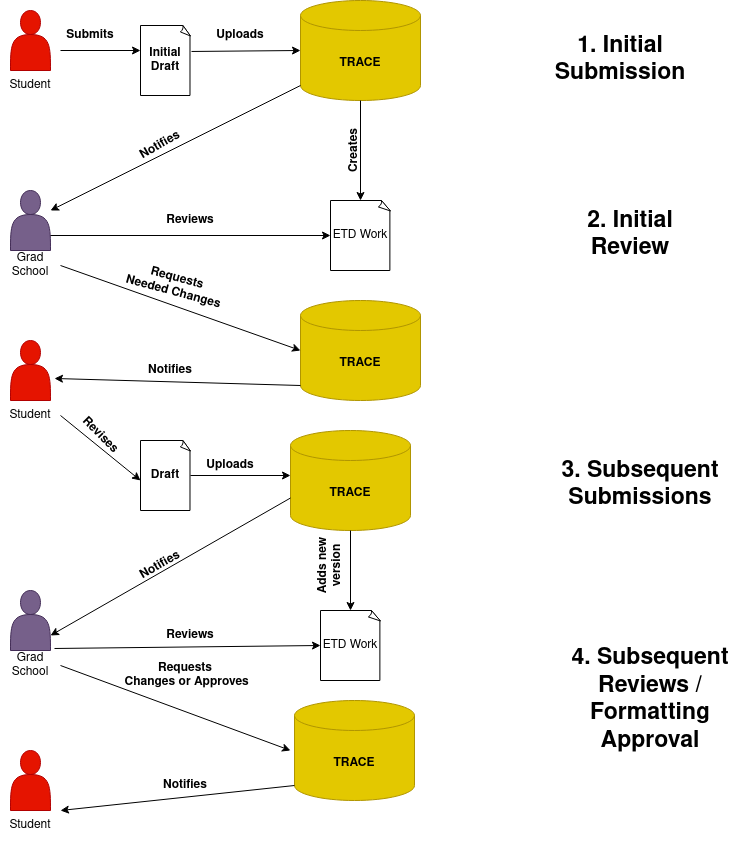 Submits
Uploads
Initial
Draft
TRACE
Student
1. Initial
Submission
Notifies
Creates
Reviews
ETD Work
Grad
School
2. Initial
Review
Requests
Needed Changes
TRACE
Notifies
Student
Revises
Draft
Uploads
TRACE
3. Subsequent
Submissions
Notifies
Adds new
version
Reviews
ETD Work
Grad
School
Requests
Changes or Approves
4. Subsequent
Reviews /
Formatting
Approval
TRACE
Notifies
Student